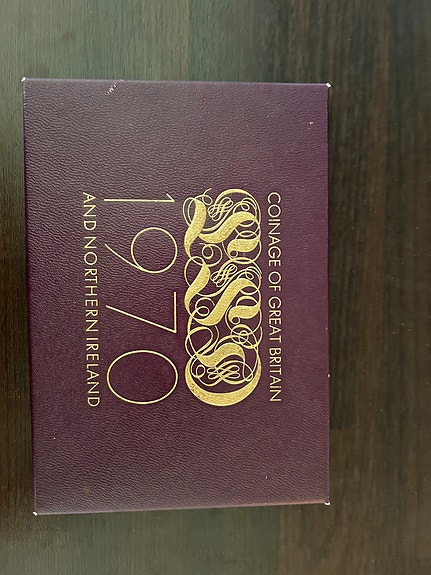 COINAGE OF GREAT BRITAIN
1970
AND NORTHERN IRELAND